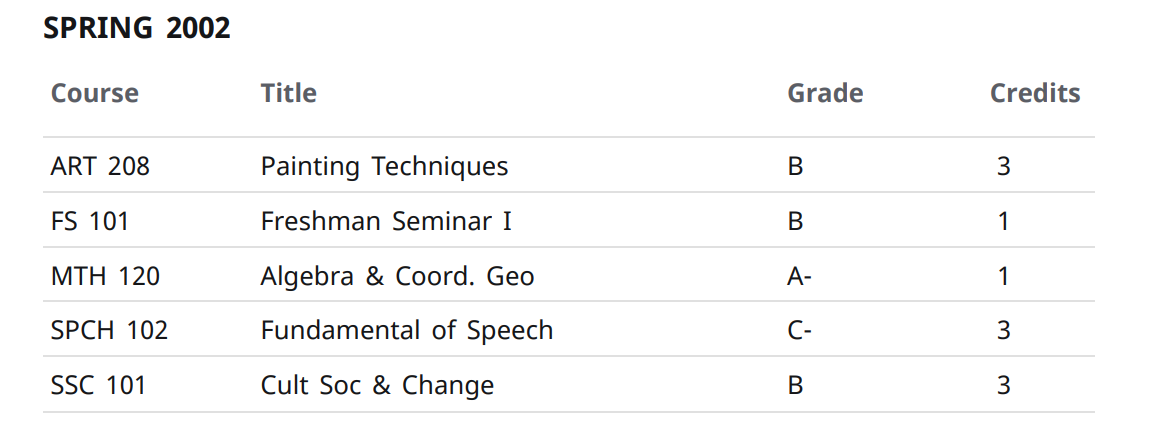 SPRING 2002
Course Title Grade Credits
ART 208 Painting Techniques B 3
FS 101 Freshman Seminar I B 1
MTH 120 Algebra & Coord. Geo A- 1
SPCH 102 Fundamental of Speech C- 3
SSC 101 Cult Soc & Change B 3